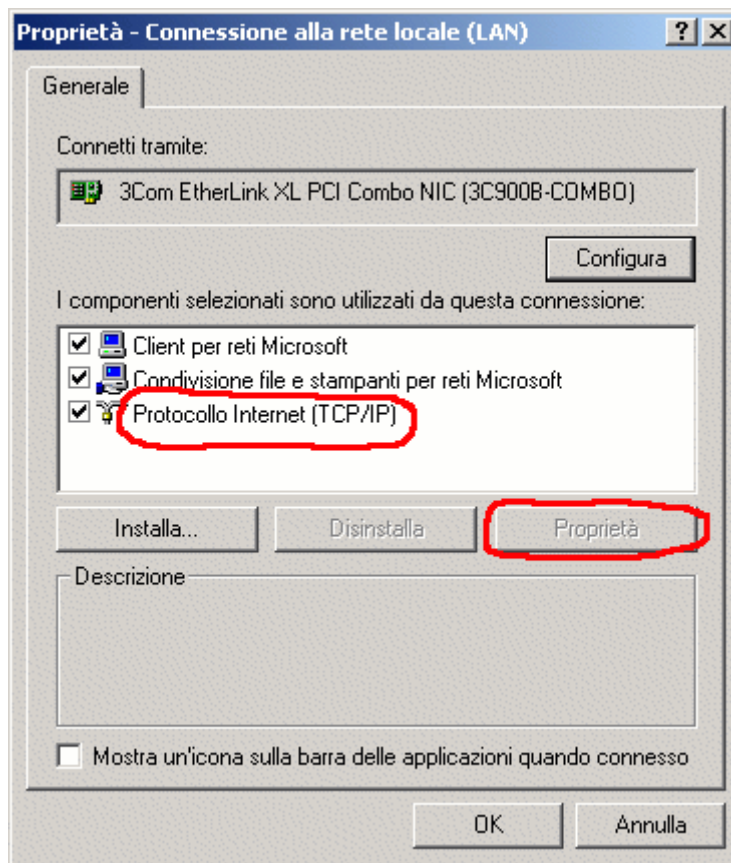 Proprietà - Connessione alla rete locale (LAN)
Generale
Connetti tramite:
3Com EtherLink XL PCI Combo NIC (3C900B-COMBO)
Configura
I componenti selezionati sono utilizzati da questa connessione:
Client per reti Microsoft
Condivisione file e stampanti per reti Microsoft
Protocollo Internet (TCP/IP)
Installa... Disinstalla Proprietà
Descrizione
Mostra un'icona sulla barra delle applicazioni quando connesso
OK Annulla